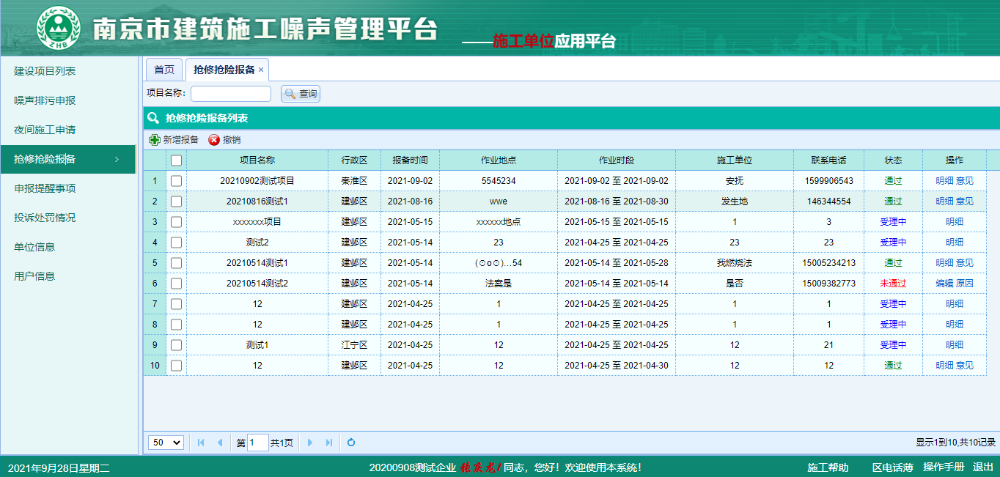 南京市建筑施工噪声管理平台
——施工单位应用平台
ZHB
建设项目列表
噪声排污申报
夜间施工申请
抢修抢险报备
申报提醒事项
投诉处罚情况
单位信息
用户信息
首页 抢修抢险报备 ×
项目名称: 查询
抢修抢险报备列表
新增报备 撤销
项目名称 行政区 报备时间 作业地点 作业时段 施工单位 联系电话 状态 操作
1 20210902测试项目 秦淮区 2021-09-02 5545234 2021-09-02 至 2021-09-02 安抚 1599906543 通过 明细 意见
2 20210816测试1 建邺区 2021-08-16 wwe 2021-08-16 至 2021-08-30 发生地 146344554 通过 明细 意见
3 xxxxxxx项目 建邺区 2021-05-15 xxxxxx地点 2021-05-15 至 2021-05-15 1 3 受理中 明细
4 测试2 建邺区 2021-05-14 23 2021-04-25 至 2021-04-25 23 23 受理中 明细
5 20210514测试1 建邺区 2021-05-14 (⊙o⊙)…54 2021-05-14 至 2021-05-28 我燃烧法 15005234213 通过 明细 意见
6 20210514测试2 建邺区 2021-05-14 法案是 2021-05-14 至 2021-05-14 是否 15009382773 未通过 编辑 原因
7 12 建邺区 2021-04-25 1 2021-04-25 至 2021-04-25 1 1 受理中 明细
8 12 建邺区 2021-04-25 1 2021-04-25 至 2021-04-25 1 1 受理中 明细
9 测试1 江宁区 2021-04-25 12 2021-04-25 至 2021-04-25 12 21 受理中 明细
10 12 建邺区 2021-04-25 12 2021-04-25 至 2021-04-30 12 12 通过 明细 意见
50 第 1 共1页 显示1到10,共10记录
2021年9月28日星期二 20200908测试企业 同志，您好！欢迎使用本系统！ 施工帮助 区电话薄 操作手册 退出